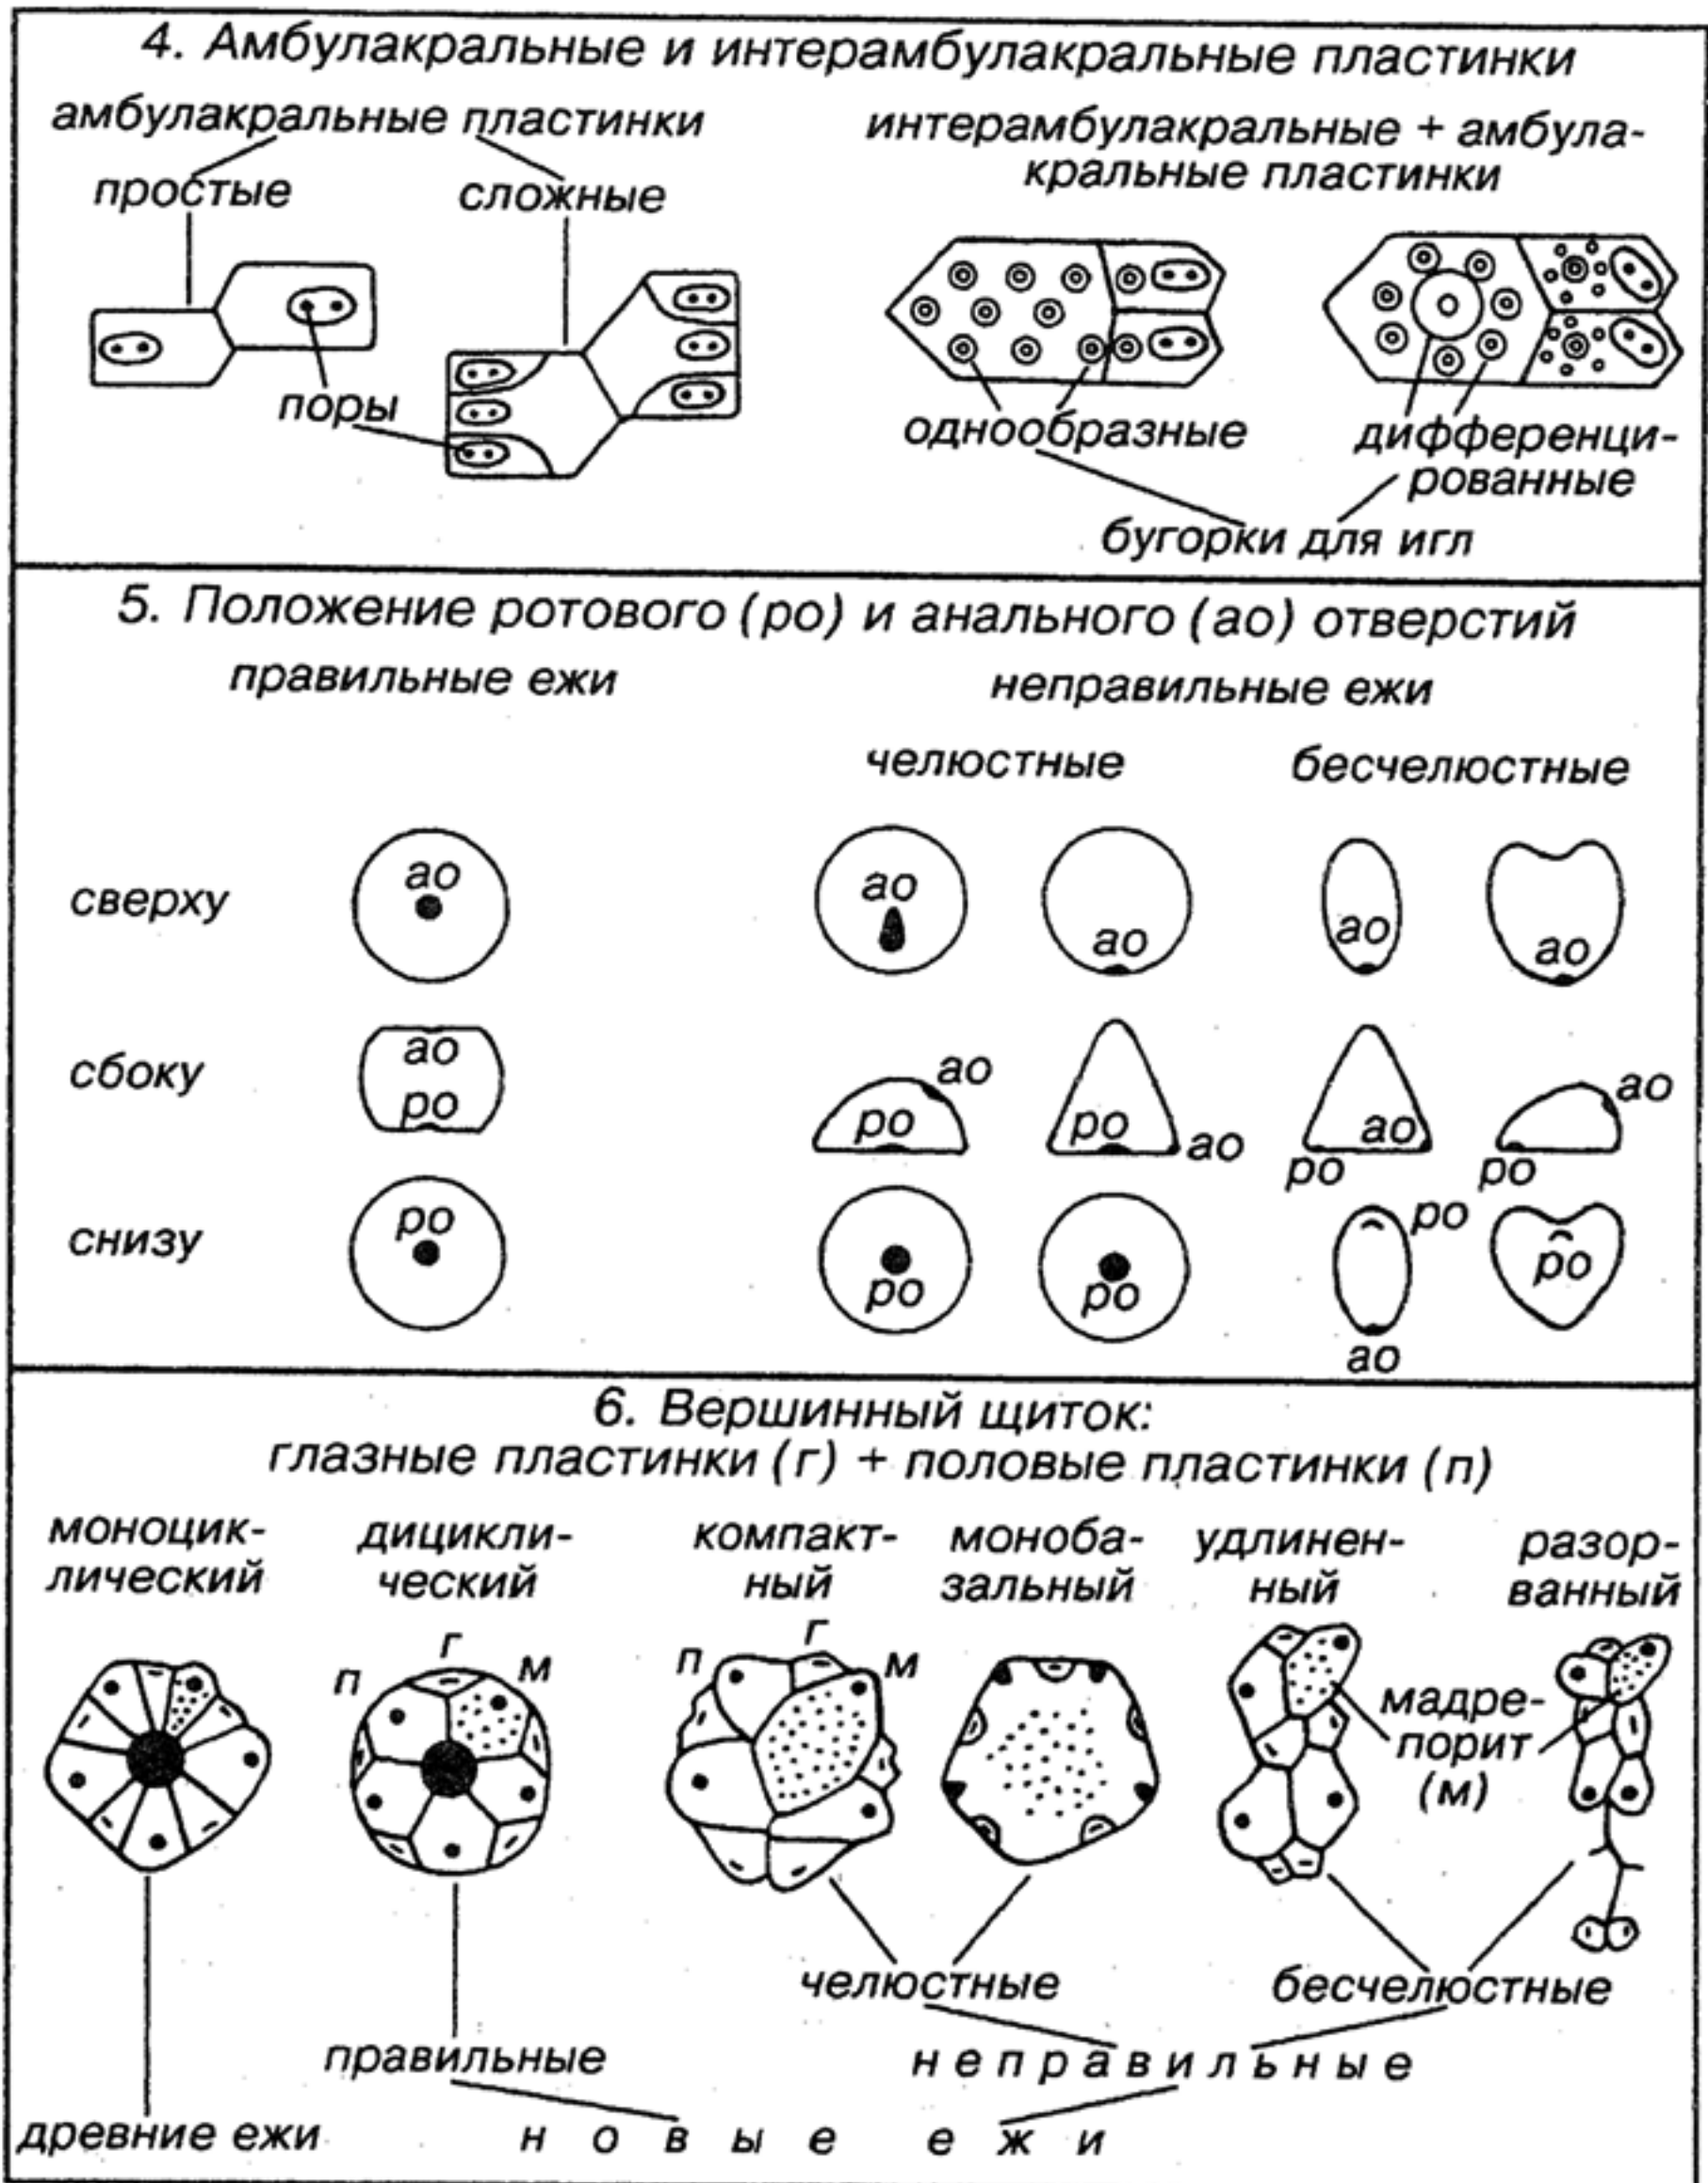 4. Амбулакральные и интерамбулакральные пластинки
амбулакральные пластинки
простые
сложные
поры
интерамбулакральные + амбула-
кральные пластинки
однообразные
дифференци-
рованные
бугорки для игл
5. Положение ротового (ро) и анального (ао) отверстий
правильные ежи
неправильные ежи
челюстные
бесчелюстные
сверху
ао
ао
ао
ао
ао
сбоку
ао
ро
ао
ро
ро
ао
ао
ро
ао
ро
снизу
ро
ро
ро
ро
ао
ро
6. Вершинный щиток:
глазные пластинки (г) + половые пластинки (п)
моноцик-
лический
дицикли-
ческий
компакт-
ный
моноба-
зальный
удлинен-
ный
разор-
ванный
п
г
м
п
г
м
мадре-
порит
(м)
челюстные
бесчелюстные
правильные
неправильные
древние ежи
новые ежи